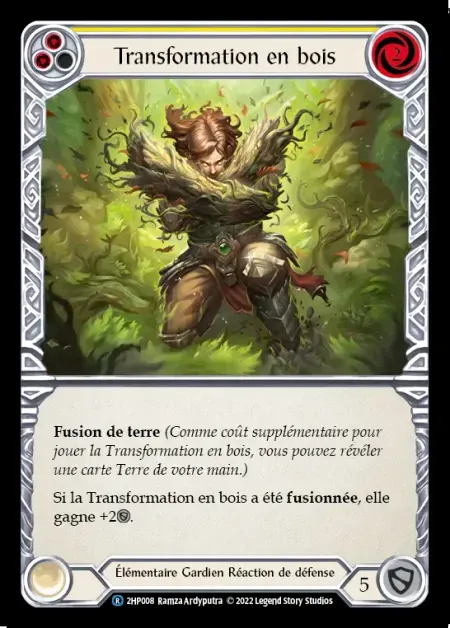 Transformation en bois
2
Fusion de terre (Comme coût supplémentaire pour
jouer la Transformation en bois, vous pouvez révéler
une carte Terre de votre main.)
Si la Transformation en bois a été fusionnée, elle
gagne +2.
Élémentaire Gardien Réaction de défense
5
R 2HP008 Ramza Ardyputra © 2022 Legend Story Studios